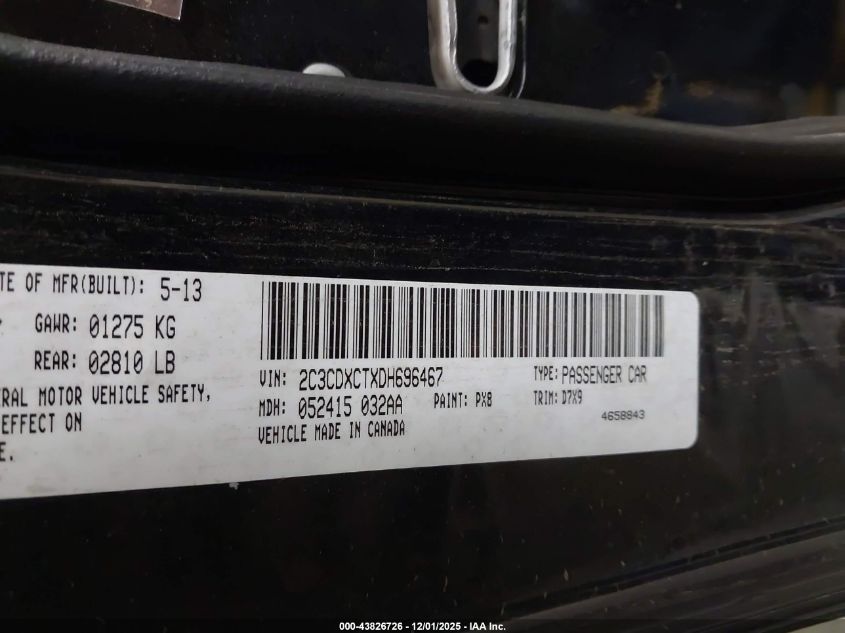 TE OF MFR(BUILT): 5-13
GAWR: 01275 KG
REAR: 02810 LB
ERAL MOTOR VEHICLE SAFETY,
EFFECT ON
E.
VIN: 2C3CDXCTXDH696467
TYPE: PASSENGER CAR
MDH: 052415 032AA
PAINT: PX8
TRIM: D7X9
VEHICLE MADE IN CANADA
4658843
000-43826726 - 12/01/2025 - IAA Inc.